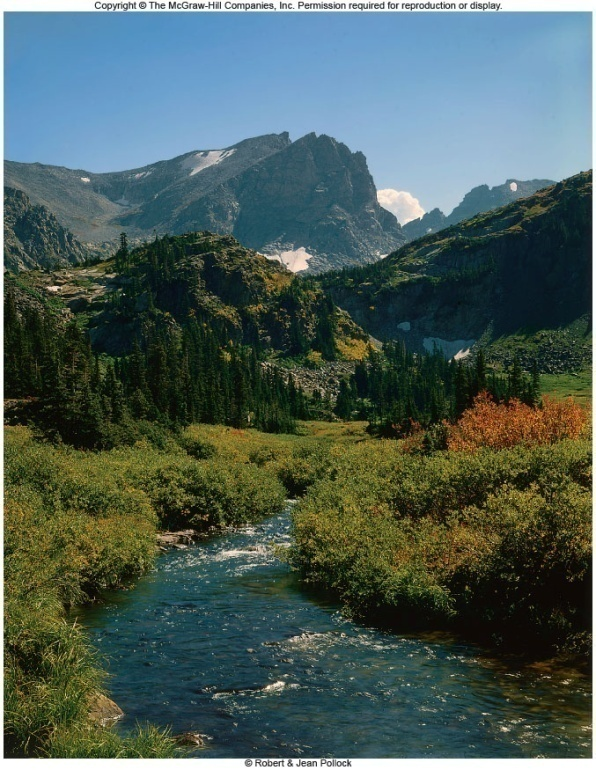 Copyright © The McGraw-Hill Companies, Inc. Permission required for reproduction or display.
© Robert & Jean Pollock